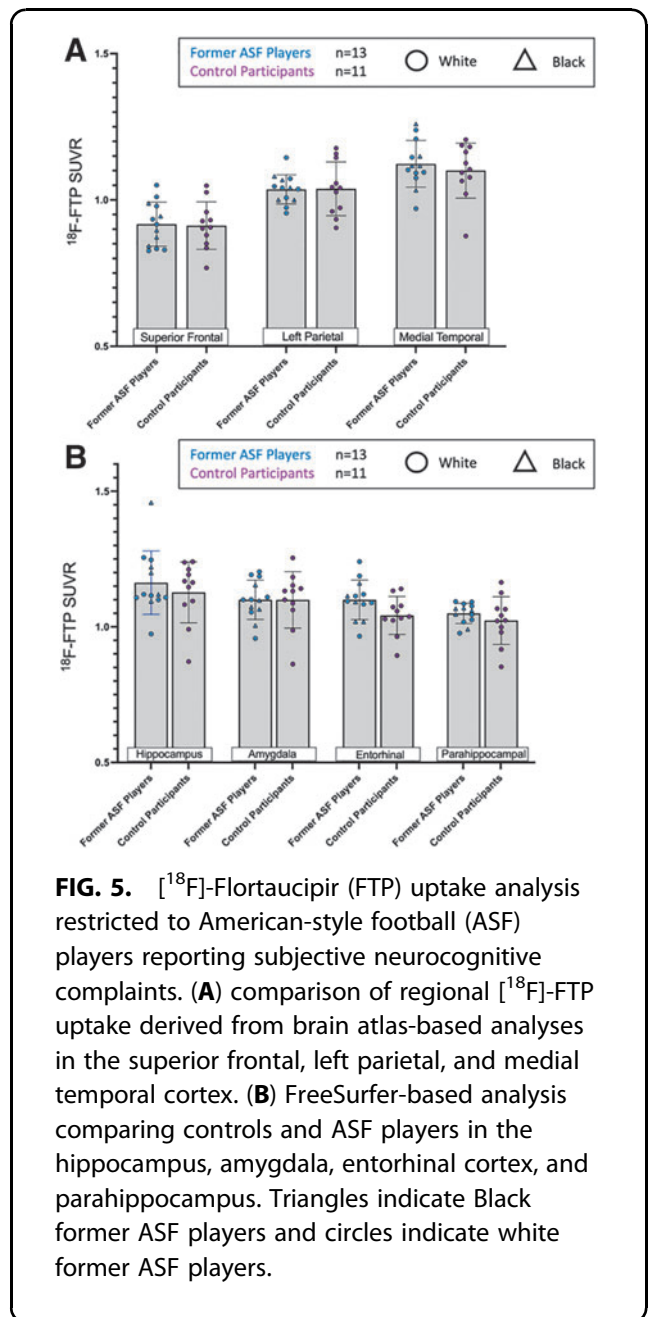 A
1.5
Former ASF Players n=13 White Black
Control Participants n=11
18F-FTP SUVR
1.0
0.5
Superior Frontal Left Parietal Medial Temporal
Former ASF Players Control Participants Former ASF Players Control Participants Former ASF Players Control Participants
B
Former ASF Players n=13 White Black
Control Participants n=11
1.5
18F-FTP SUVR
1.0
0.5
Hippocampus Amygdala Entorhinal Parahippocampal
Former ASF Players Control Participants Former ASF Players Control Participants Former ASF Players Control Participants Former ASF Players Control Participants
FIG. 5. [18F]-Flortaucipir (FTP) uptake analysis
restricted to American-style football (ASF)
players reporting subjective neurocognitive
complaints. (A) comparison of regional [18F]-FTP
uptake derived from brain atlas-based analyses
in the superior frontal, left parietal, and medial
temporal cortex. (B) FreeSurfer-based analysis
comparing controls and ASF players in the
hippocampus, amygdala, entorhinal cortex, and
parahippocampus. Triangles indicate Black
former ASF players and circles indicate white
former ASF players.